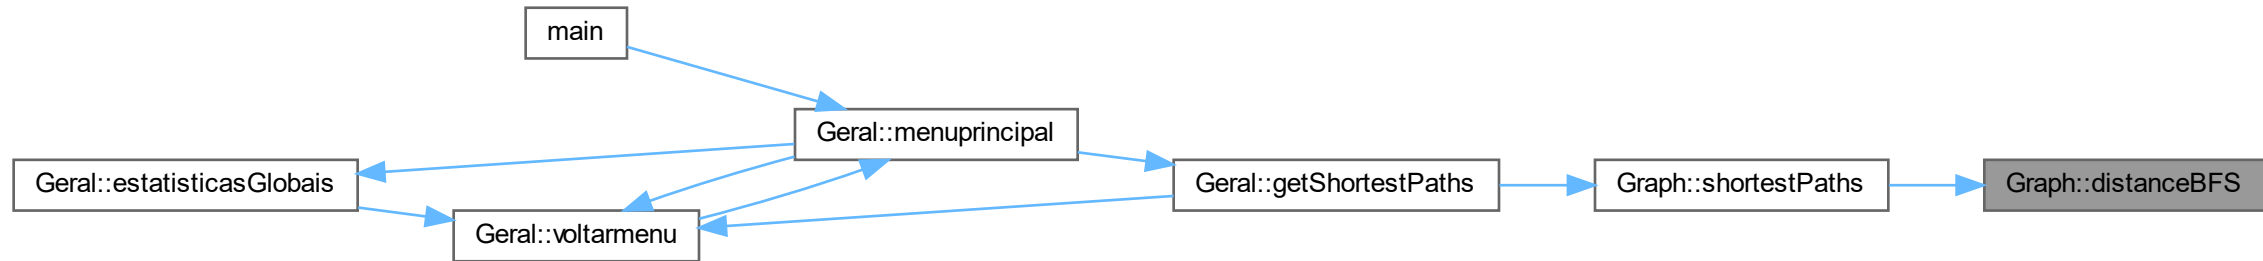 main
Geral::menuprincipal
Geral::estatisticasGlobais
Geral::voltarmenu
Geral::getShortestPaths
Graph::shortestPaths
Graph::distanceBFS